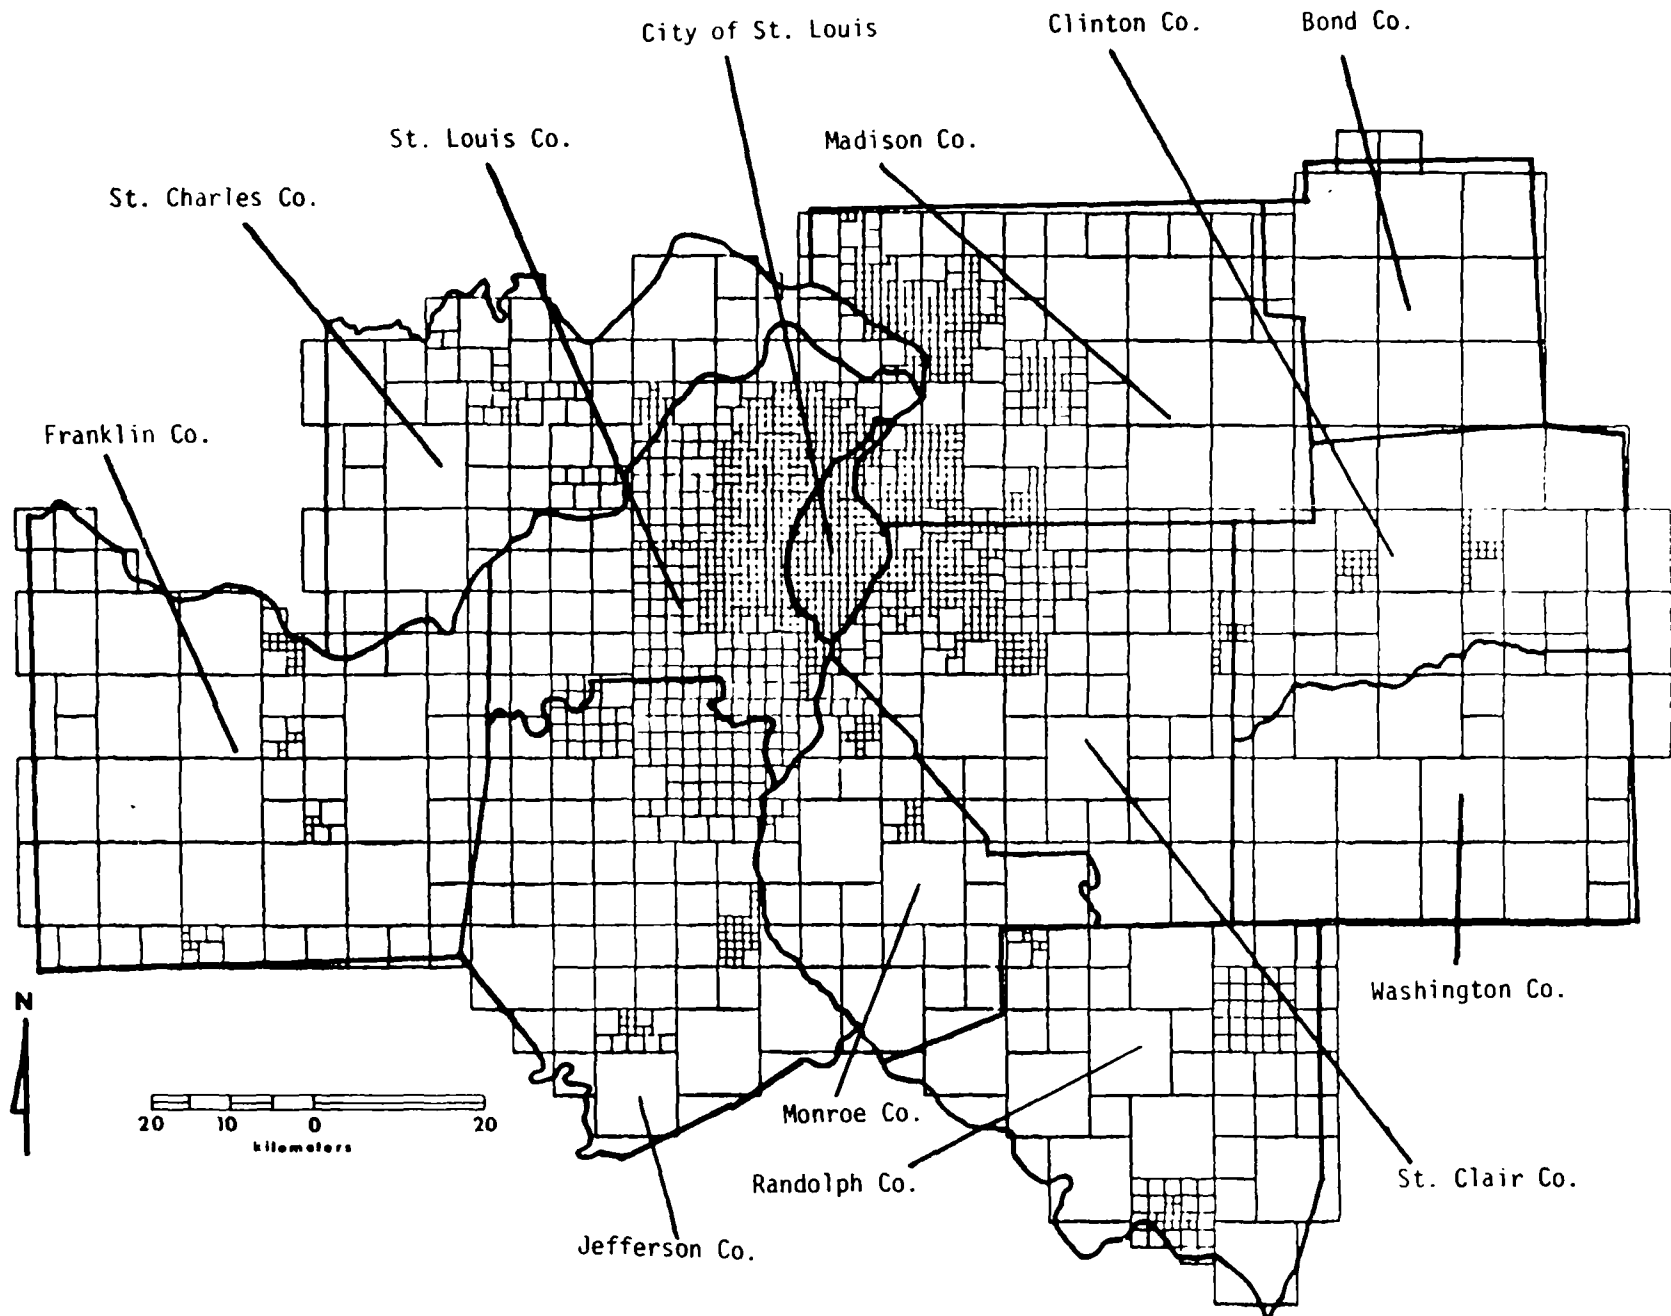 City of St. Louis
Clinton Co.
Bond Co.
St. Louis Co.
Madison Co.
St. Charles Co.
Franklin Co.
N
20 10 0 20
kilometers
Washington Co.
Monroe Co.
Randolph Co.
St. Clair Co.
Jefferson Co.